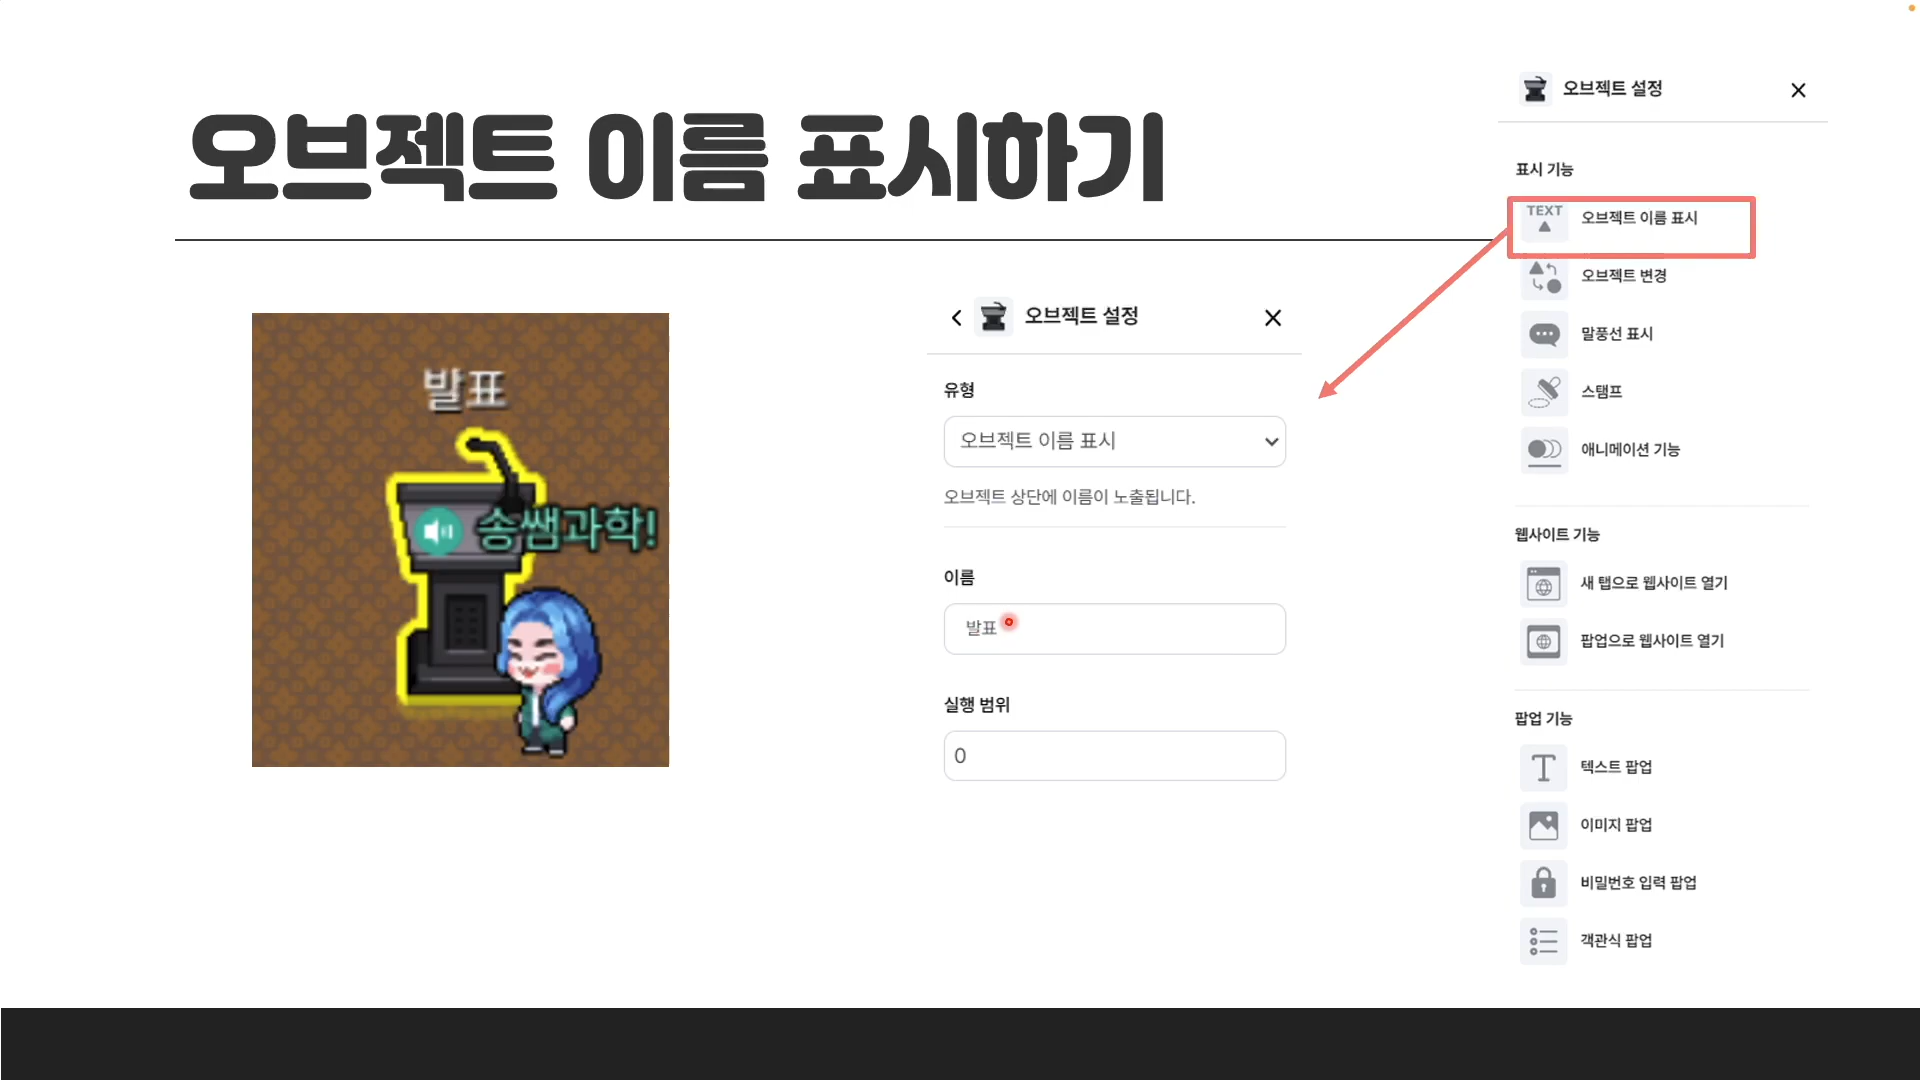 오브젝트 이름 표시하기
발표
송쌤과학!
오브젝트 설정
유형
오브젝트 이름 표시
오브젝트 상단에 이름이 노출됩니다.
이름
발표
실행 범위
0
오브젝트 설정
표시 기능
TEXT
오브젝트 이름 표시
오브젝트 변경
말풍선 표시
스탬프
애니메이션 기능
웹사이트 기능
새 탭으로 웹사이트 열기
팝업으로 웹사이트 열기
팝업 기능
텍스트 팝업
이미지 팝업
비밀번호 입력 팝업
객관식 팝업